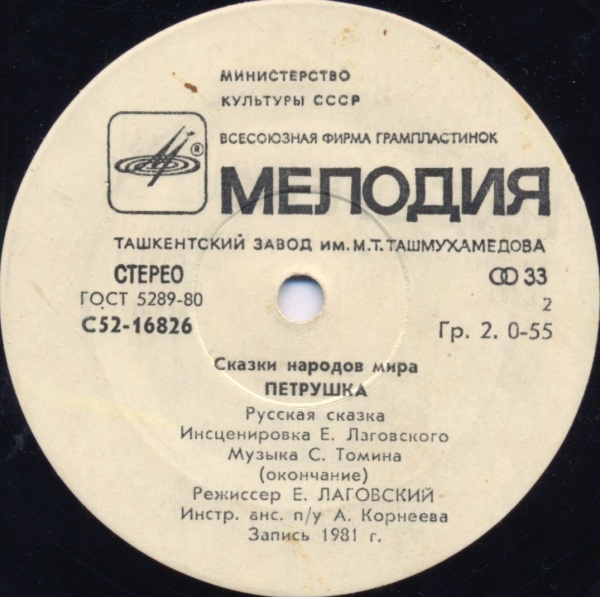 МИНИСТЕРСТВО
КУЛЬТУРЫ СССР
ВСЕСОЮЗНАЯ ФИРМА ГРАМПЛАСТИНОК
®
МЕЛОДИЯ
ТАШКЕНТСКИЙ ЗАВОД ИМ. М.Т. ТАШМУХАМЕДОВА
СТЕРЕО
33
ГОСТ 5289-80
2
С52-16826
Гр. 2. 0-55
Сказки народов мира
ПЕТРУШКА
Русская сказка
Инсценировка Е. Лаговского
Музыка С. Томина
(окончание)
Режиссер Е. ЛАГОВСКИЙ
Инстр. анс. п/у А. Корнеева
Запись 1981 г.